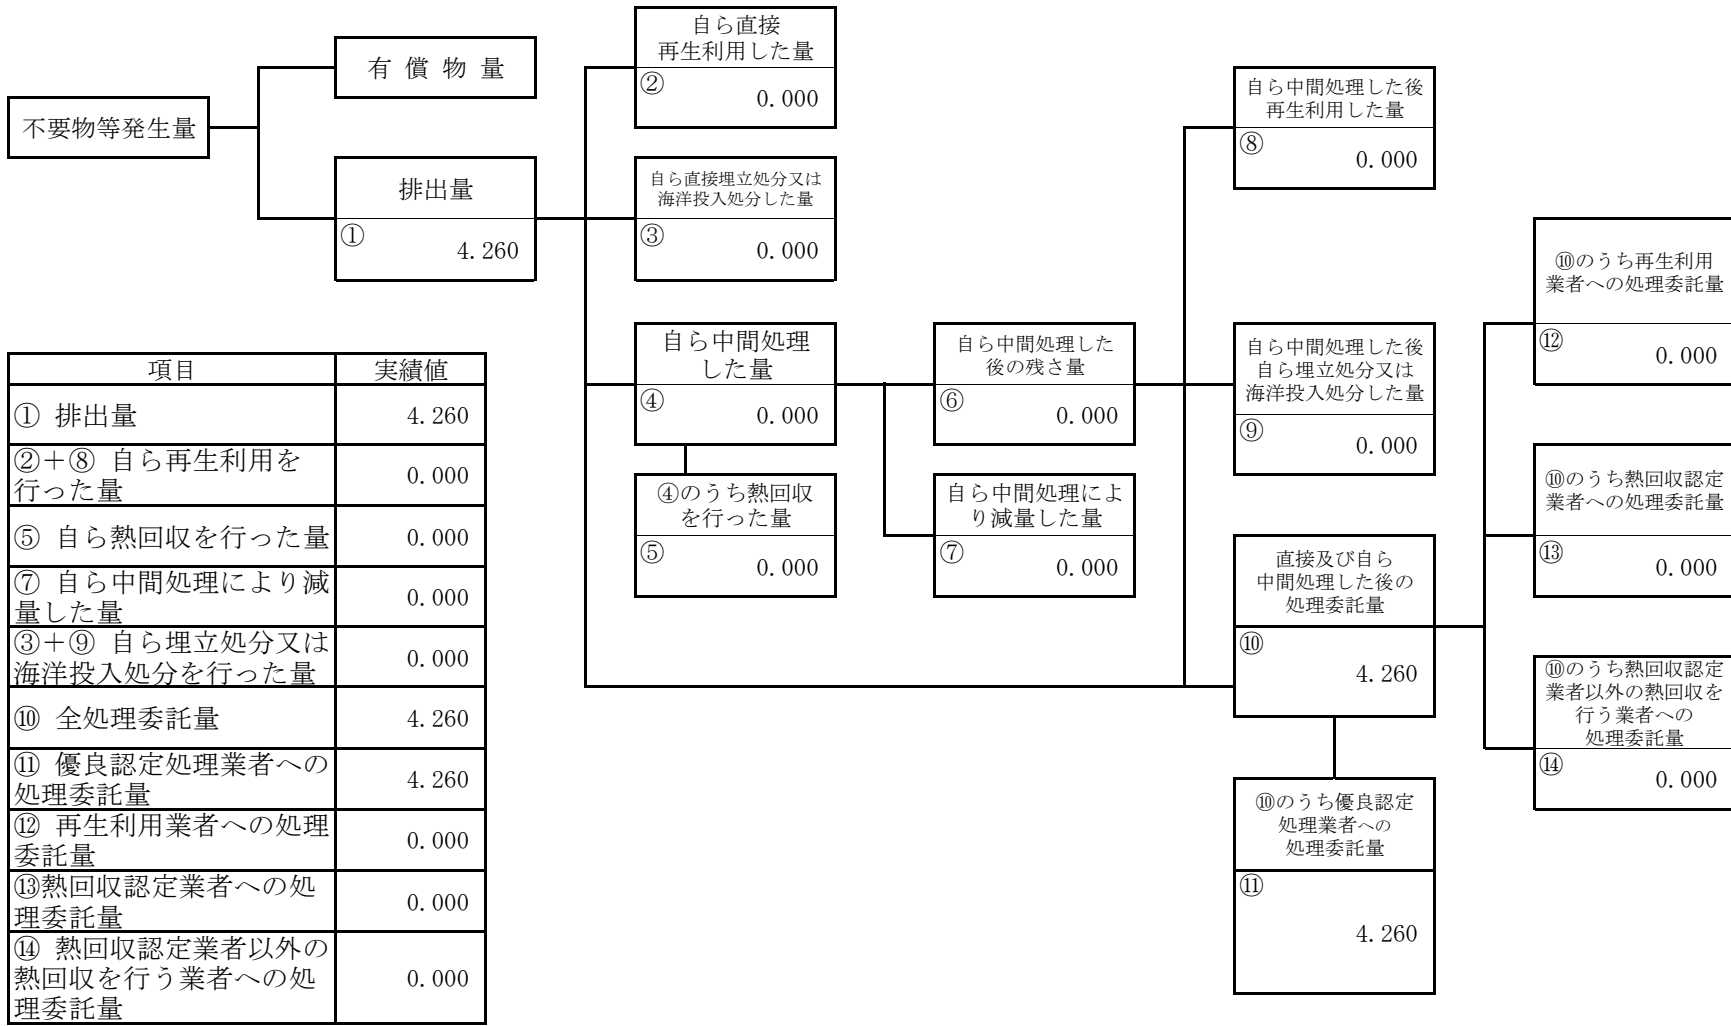 不要物等発生量
有 償 物 量
排出量
①
4.260
自ら直接
再生利用した量
②
0.000
自ら直接埋立処分又は
海洋投入処分した量
③
0.000
自ら中間処理
した量
④
0.000
④のうち熱回収
を行った量
⑤
0.000
自ら中間処理した
後の残さ量
⑥
0.000
自ら中間処理によ
り減量した量
⑦
0.000
自ら中間処理した後
再生利用した量
⑧
0.000
自ら中間処理した後
自ら埋立処分又は
海洋投入処分した量
⑨
0.000
直接及び自ら
中間処理した後の
処理委託量
⑩
4.260
⑩のうち優良認定
処理業者への
処理委託量
⑪
4.260
⑩のうち再生利用
業者への処理委託量
⑫
0.000
⑩のうち熱回収認定
業者への処理委託量
⑬
0.000
⑩のうち熱回収認定
業者以外の熱回収を
行う業者への
処理委託量
⑭
0.000
項目 実績値
① 排出量 4.260
②＋⑧ 自ら再生利用を
行った量 0.000
⑤ 自ら熱回収を行った量 0.000
⑦ 自ら中間処理により減
量した量 0.000
③＋⑨ 自ら埋立処分又は
海洋投入処分を行った量 0.000
⑩ 全処理委託量 4.260
⑪ 優良認定処理業者への
処理委託量 4.260
⑫ 再生利用業者への処理
委託量 0.000
⑬熱回収認定業者への処
理委託量 0.000
⑭ 熱回収認定業者以外の
熱回収を行う業者への処
理委託量 0.000